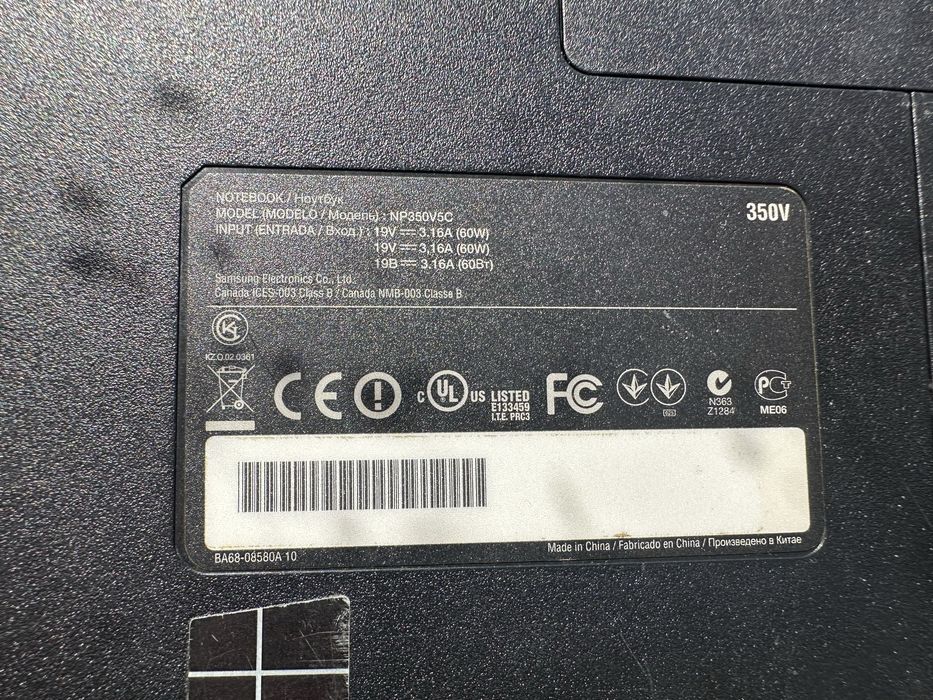 NOTEBOOK / Ноутбук
MODEL (MODELO / Модель) : NP350V5C
350V
INPUT (ENTRADA / Вход ) : 19V ⎓ 3.16A (60W)
19V ⎓ 3,16A (60W)
19В ⎓ 3.16А (60Вт)
Samsung Electronics Co., Ltd.
Canada ICES-003 Class B / Canada NMB-003 Classe B
KZ.O.02.0361
CE
c UL US LISTED
E133459
I.T.E. PRC3
FC
N363
Z1284
РСТ
ME06
BA68-08580A 10
Made in China / Fabricado en China / Произведено в Китае